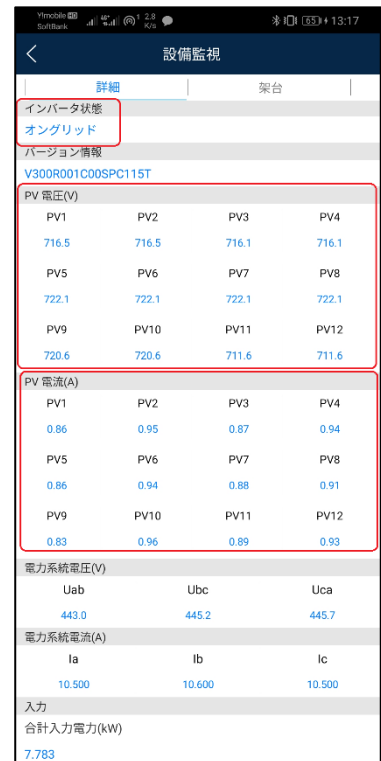 Y!mobile HD 4G+ 1 2.8 65 13:17
SoftBank K/s
設備監視
詳細 架台
インバータ状態
オングリッド
バージョン情報
V300R001C00SPC115T
PV 電圧(V)
PV1 PV2 PV3 PV4
716.5 716.5 716.1 716.1
PV5 PV6 PV7 PV8
722.1 722.1 722.1 722.1
PV9 PV10 PV11 PV12
720.6 720.6 711.6 711.6
PV 電流(A)
PV1 PV2 PV3 PV4
0.86 0.95 0.87 0.94
PV5 PV6 PV7 PV8
0.86 0.94 0.88 0.91
PV9 PV10 PV11 PV12
0.83 0.96 0.89 0.93
電力系統電圧(V)
Uab Ubc Uca
443.0 445.2 445.7
電力系統電流(A)
Ia Ib Ic
10.500 10.600 10.500
入力
合計入力電力(kW)
7.783